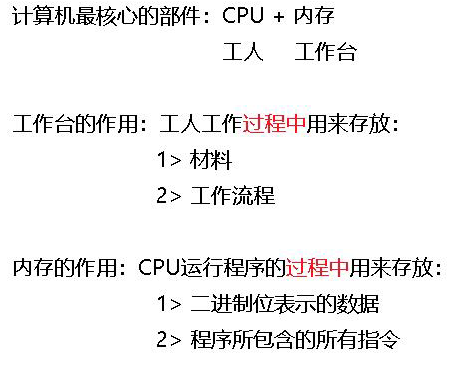 计算机最核心的部件：CPU + 内存
工人 工作台
工作台的作用：工人工作过程中用来存放：
1> 材料
2> 工作流程
内存的作用：CPU运行程序的过程中用来存放：
1> 二进制位表示的数据
2> 程序所包含的所有指令